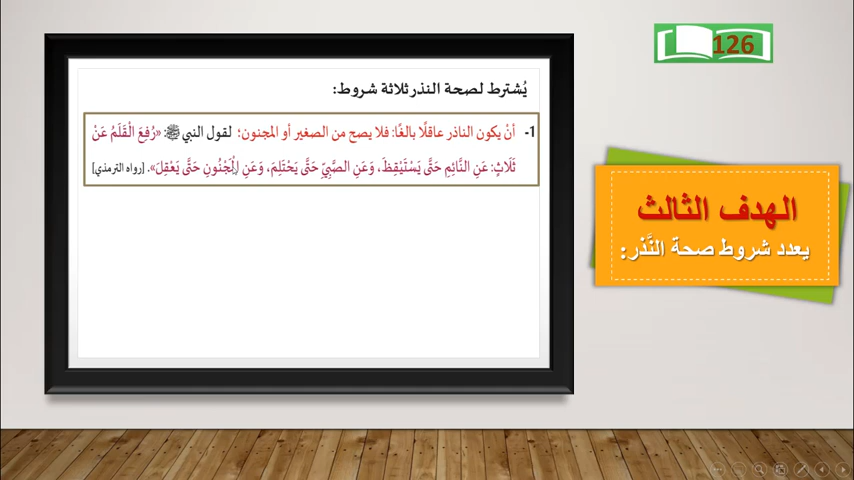 126
يُشترط لصحة النذر ثلاثة شروط:
1- أنْ يكون الناذر عاقلًا بالغًا: فلا يصح من الصغير أو المجنون؛ لقول النبي ﷺ: «رُفِعَ الْقَلَمُ عَنْ
ثَلَاثٍ: عَنِ النَّائِمِ حَتَّى يَسْتَيْقِظَ، وَعَنِ الصَّبِيِّ حَتَّى يَحْتَلِمَ، وَعَنِ الْمَجْنُونِ حَتَّى يَعْقِلَ». [رواه الترمذي]
الهدف الثالث
يعدد شروط صحة النَّذر: